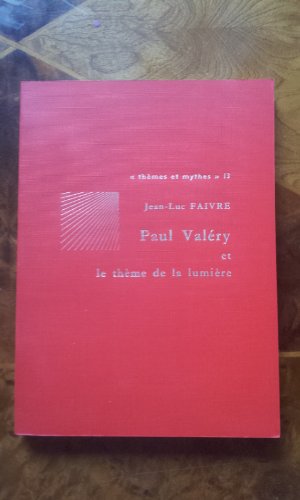 « thèmes et mythes » 13
Jean-Luc FAIVRE
Paul Valéry
et
le thème de la lumière